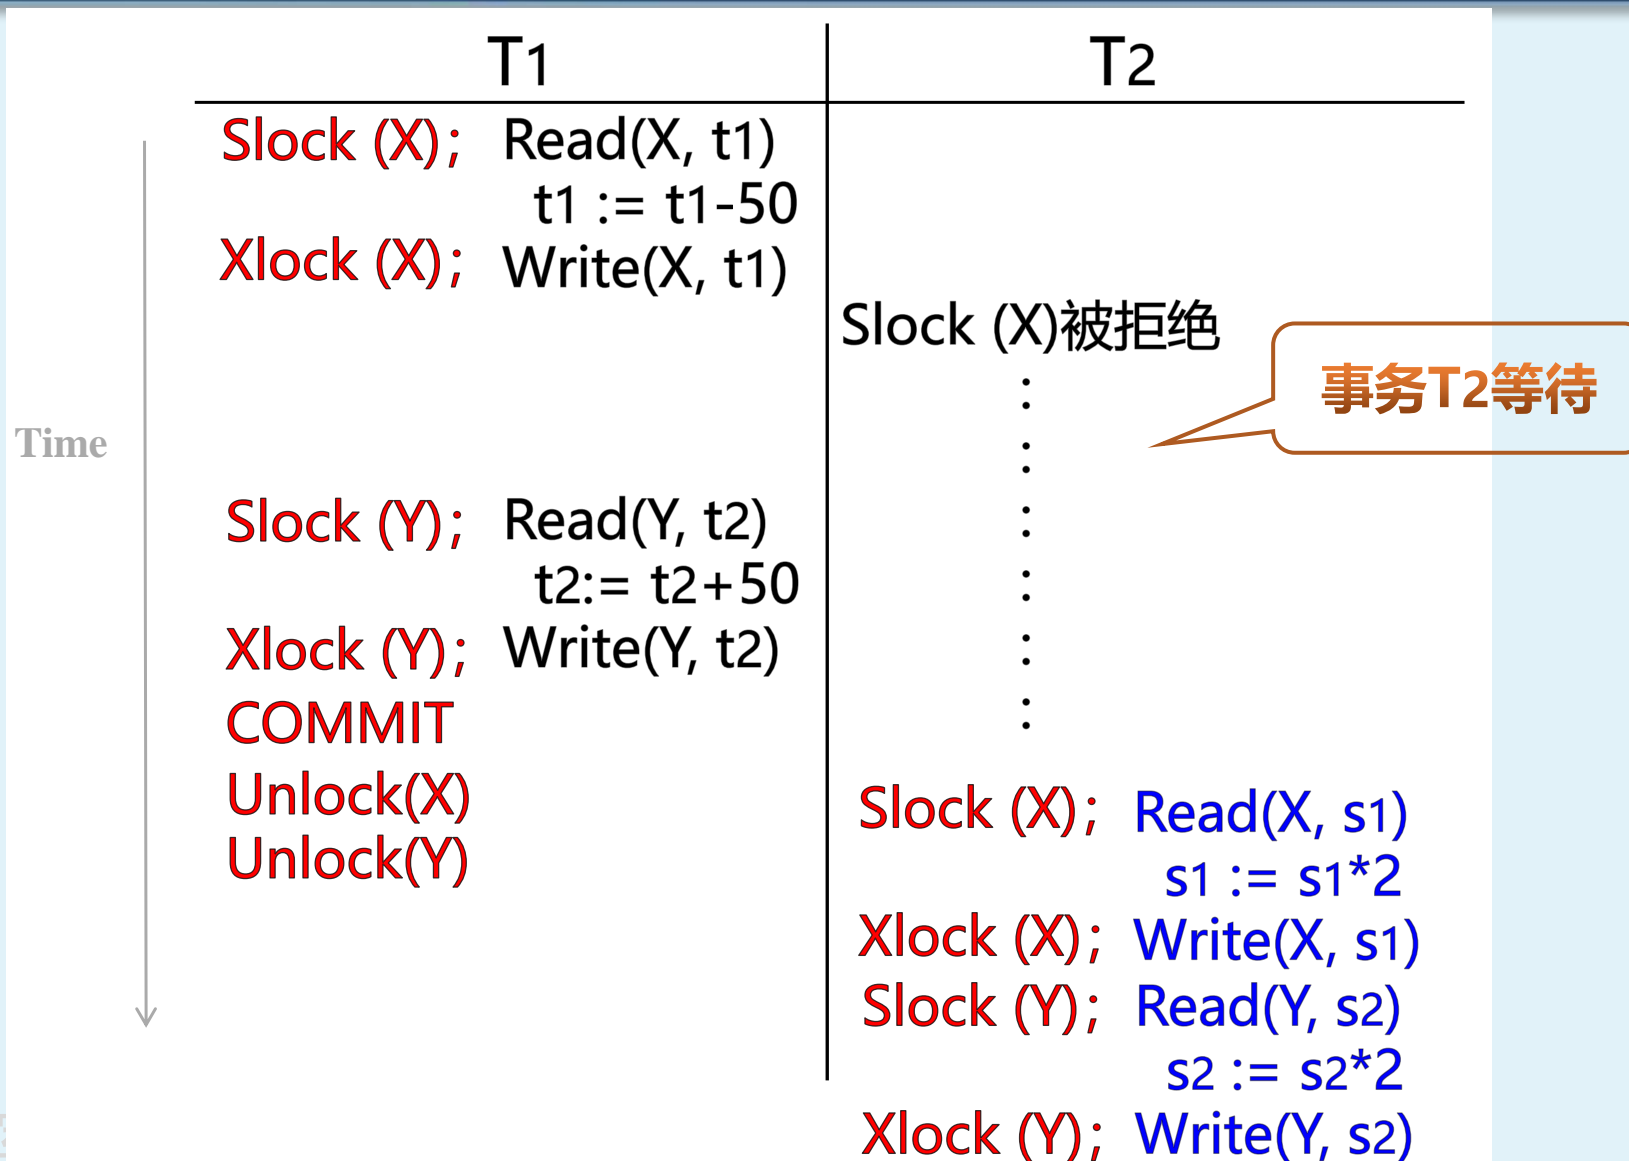 T1
T2
Slock (X); Read(X, t1)
t1 := t1-50
Xlock (X); Write(X, t1)
Slock (X)被拒绝
事务T2等待
Time
Slock (Y); Read(Y, t2)
t2:= t2+50
Xlock (Y); Write(Y, t2)
COMMIT
Unlock(X)
Unlock(Y)
Slock (X); Read(X, s1)
s1 := s1*2
Xlock (X); Write(X, s1)
Slock (Y); Read(Y, s2)
s2 := s2*2
Xlock (Y); Write(Y, s2)